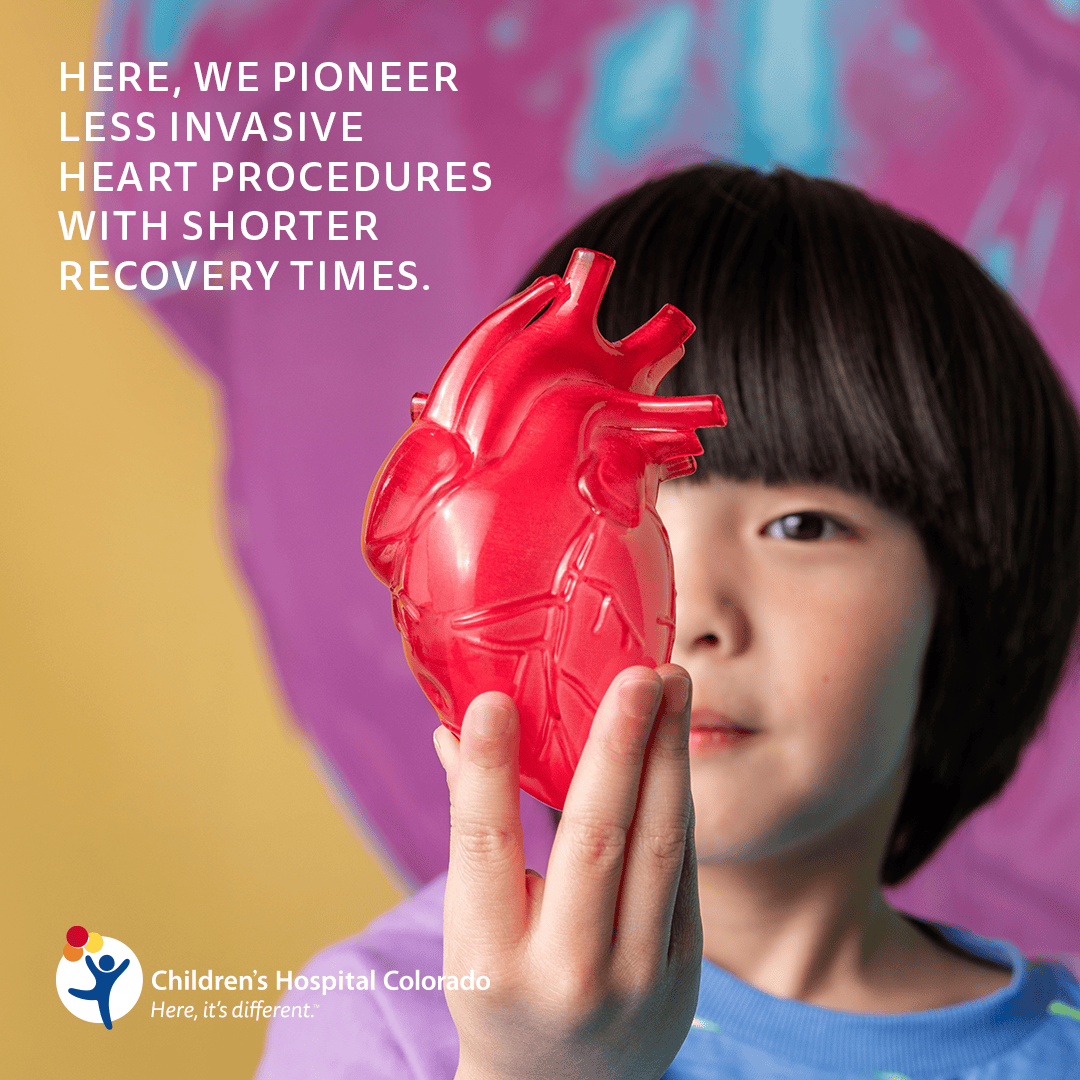 HERE, WE PIONEER
LESS INVASIVE
HEART PROCEDURES
WITH SHORTER
RECOVERY TIMES.
Children's Hospital Colorado
Here, it's different.™